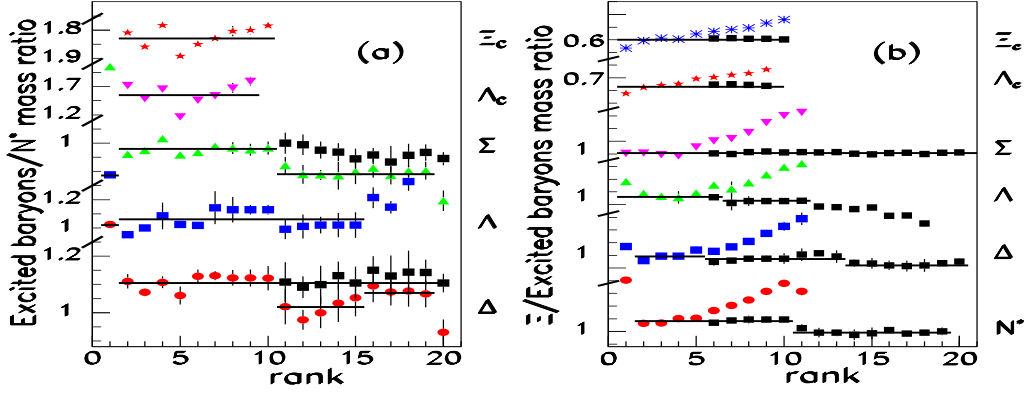 Excited baryons/N* mass ratio
1.8
1.9
1.7
1.2
1
1.2
1
1.2
1
(a)
Ξc
Λc
Σ
Λ
Δ
0 5 10 15 20
rank
Ξ/Excited baryons mass ratio
0.6
0.7
1
1
1
1
(b)
Ξc
Λc
Σ
Λ
Δ
N*
0 5 10 15 20
rank